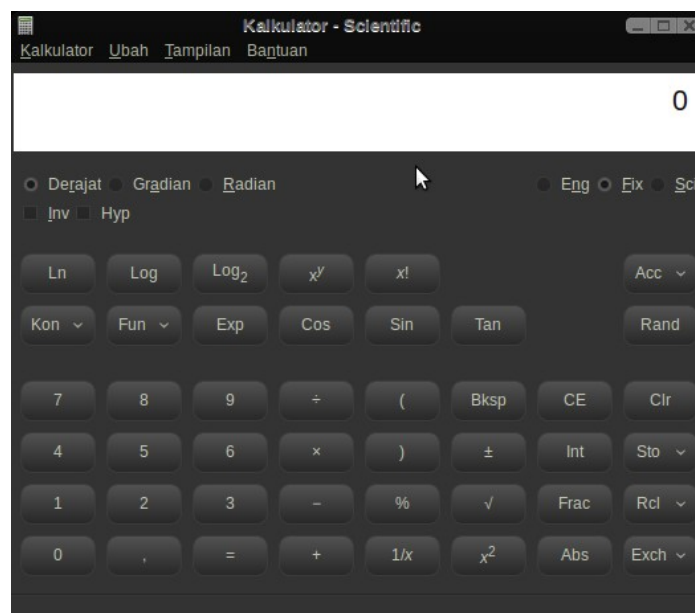 Kalkulator - Scientific
Kalkulator Ubah Tampilan Bantuan
0
Derajat Gradian Radian Eng Fix Sci
Inv Hyp
Ln Log Log₂ xʸ x! Acc
Kon Fun Exp Cos Sin Tan Rand
7 8 9 ÷ ( Bksp CE Clr
4 5 6 × ) ± Int Sto
1 2 3 − % √ Frac Rcl
0 , = + 1/x x² Abs Exch